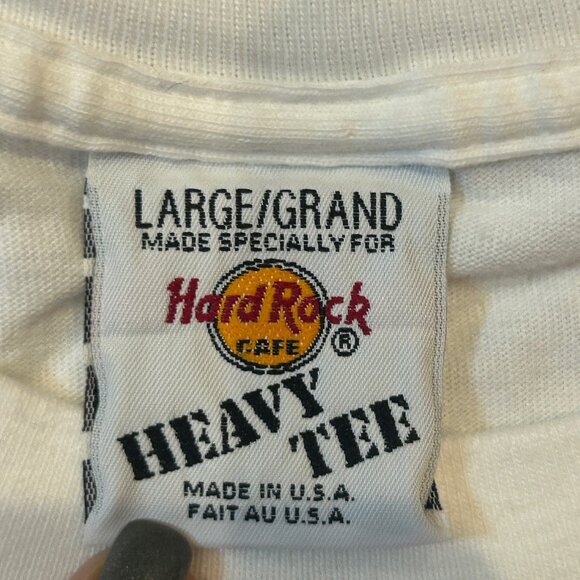 LARGE/GRAND
MADE SPECIALLY FOR
Hard Rock
CAFE ®
HEAVY
TEE
MADE IN U.S.A.
FAIT AU U.S.A.